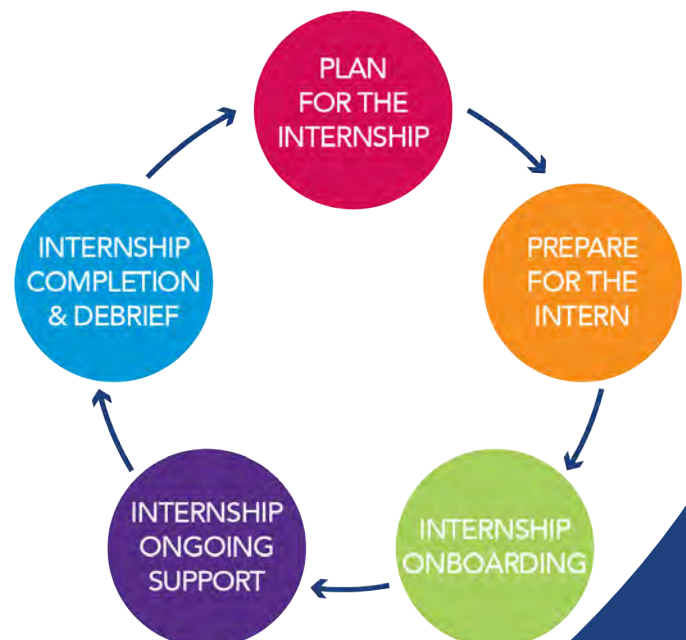 PLAN
FOR THE
INTERNSHIP
PREPARE
FOR THE
INTERN
INTERNSHIP
ONBOARDING
INTERNSHIP
ONGOING
SUPPORT
INTERNSHIP
COMPLETION
& DEBRIEF